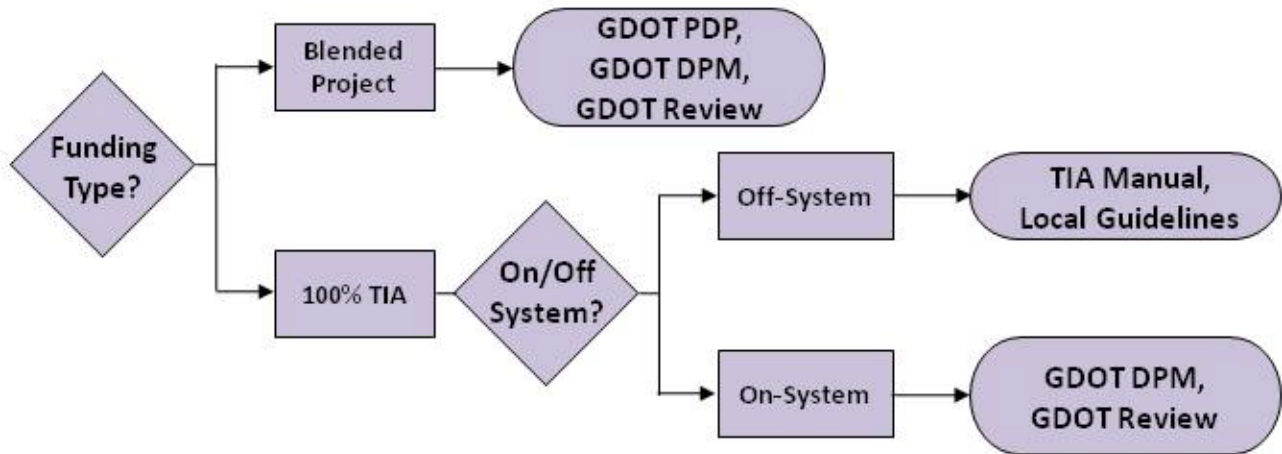 Funding
Type?
Blended
Project
GDOT PDP,
GDOT DPM,
GDOT Review
100% TIA
On/Off
System?
Off-System
TIA Manual,
Local Guidelines
On-System
GDOT DPM,
GDOT Review